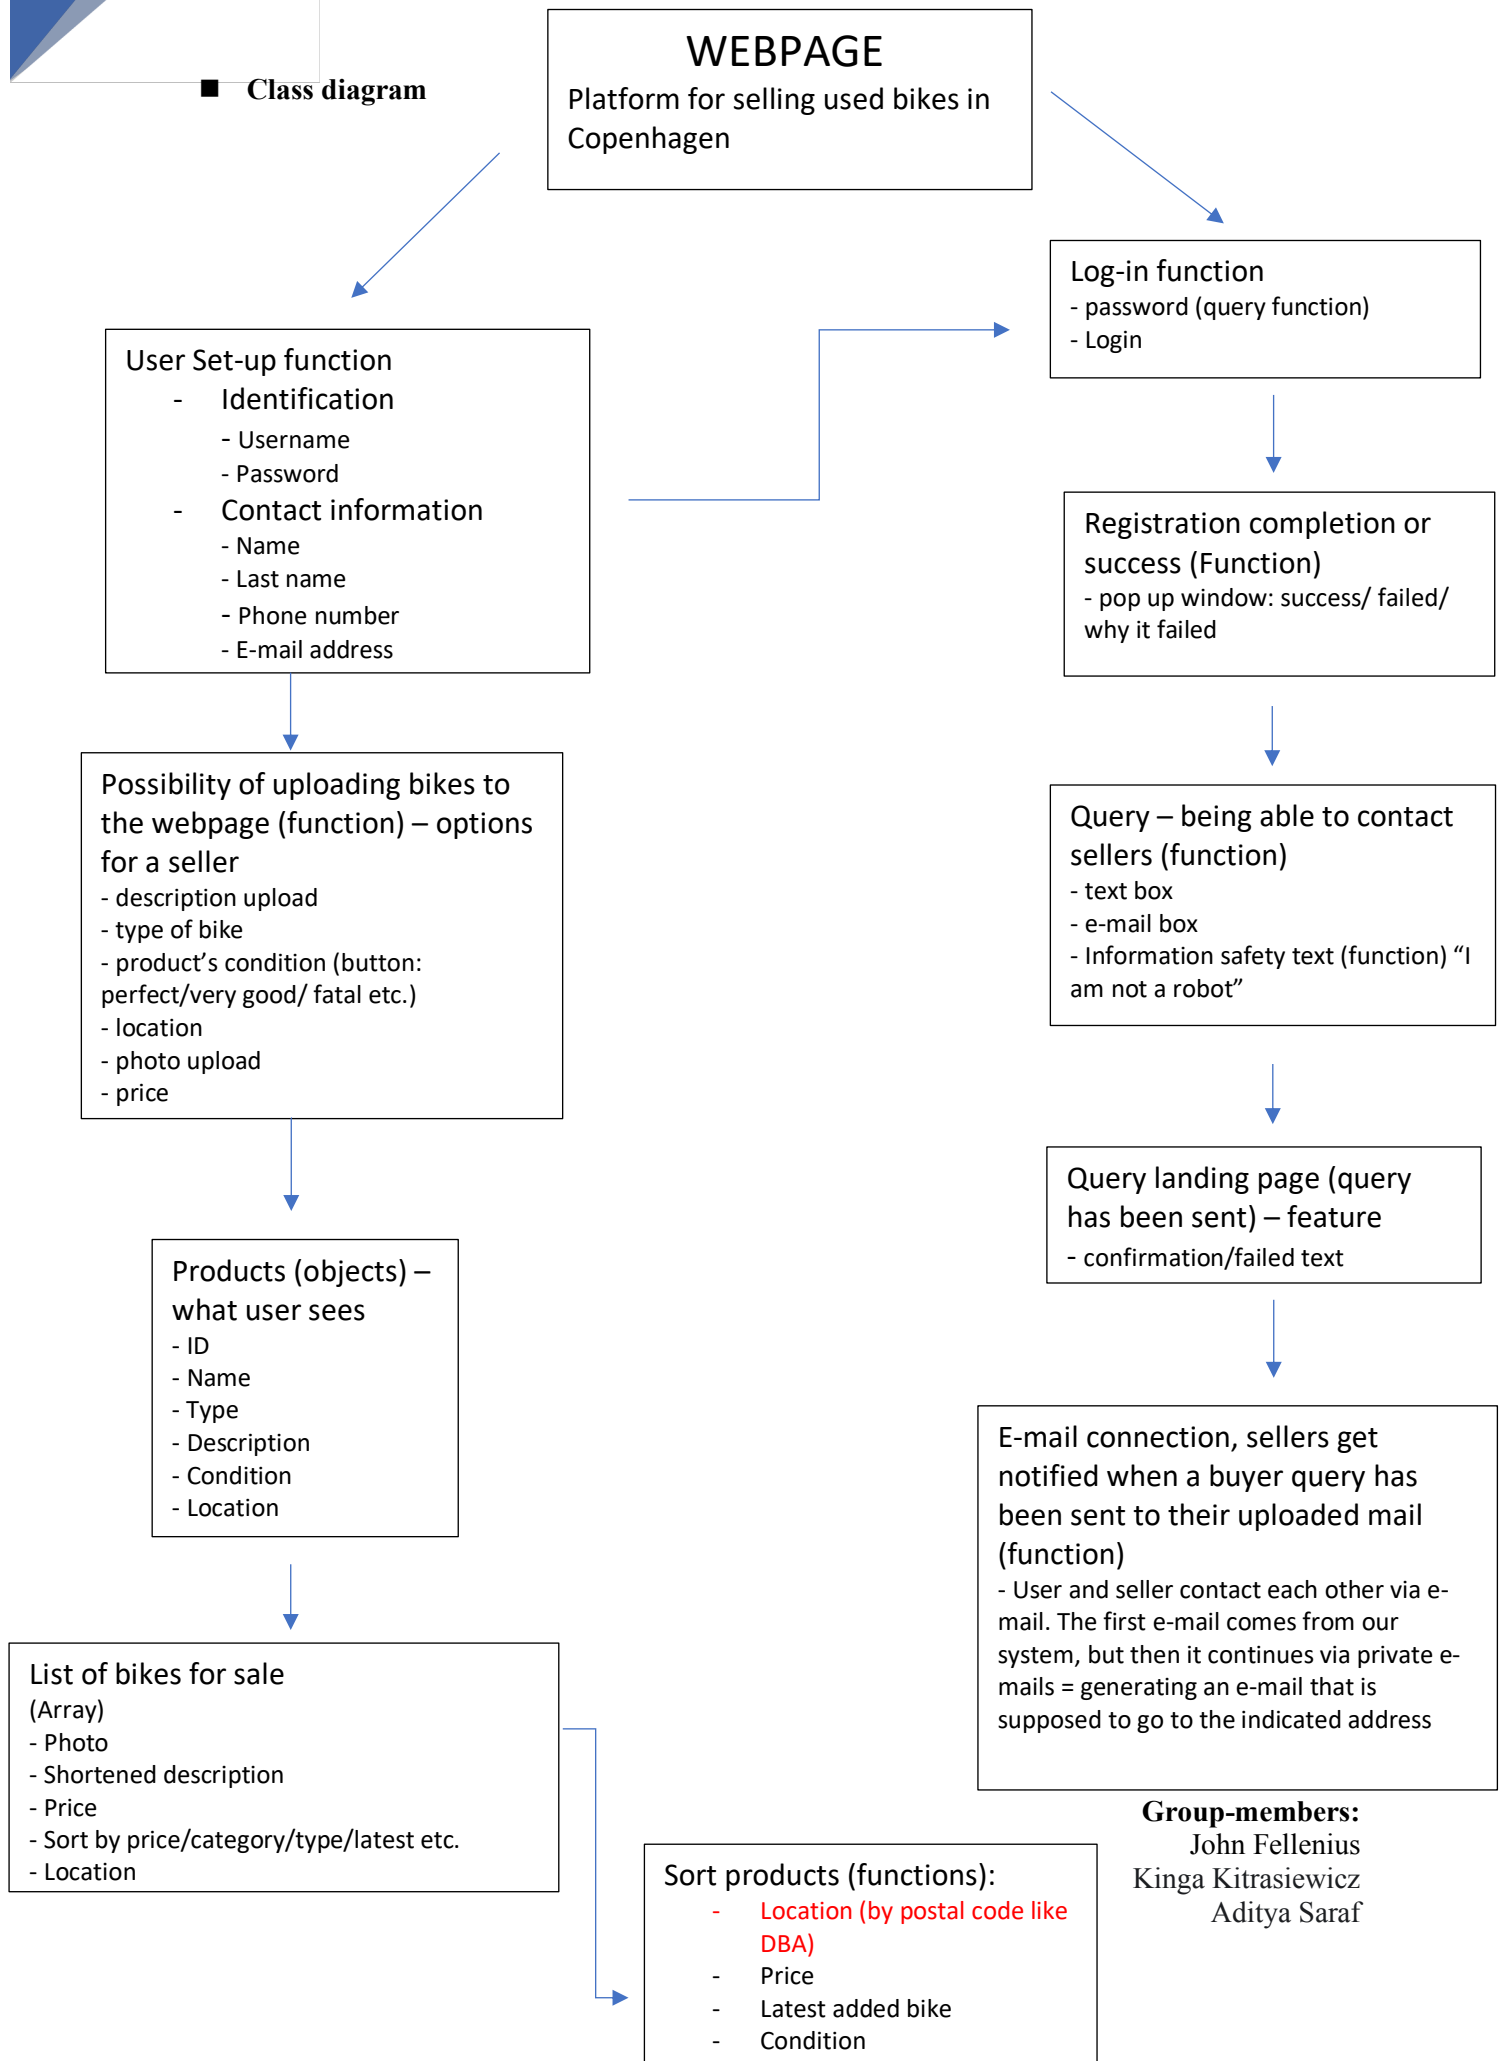 ■ Class diagram
WEBPAGE
Platform for selling used bikes in
Copenhagen
Log-in function
- password (query function)
- Login
User Set-up function
- Identification
- Username
- Password
- Contact information
- Name
- Last name
- Phone number
- E-mail address
Registration completion or
success (Function)
- pop up window: success/ failed/
why it failed
Possibility of uploading bikes to
the webpage (function) – options
for a seller
- description upload
- type of bike
- product’s condition (button:
perfect/very good/ fatal etc.)
- location
- photo upload
- price
Query – being able to contact
sellers (function)
- text box
- e-mail box
- Information safety text (function) “I
am not a robot”
Query landing page (query
has been sent) – feature
- confirmation/failed text
Products (objects) –
what user sees
- ID
- Name
- Type
- Description
- Condition
- Location
E-mail connection, sellers get
notified when a buyer query has
been sent to their uploaded mail
(function)
- User and seller contact each other via e-
mail. The first e-mail comes from our
system, but then it continues via private e-
mails = generating an e-mail that is
supposed to go to the indicated address
List of bikes for sale
(Array)
- Photo
- Shortened description
- Price
- Sort by price/category/type/latest etc.
- Location
Group-members:
John Fellenius
Kinga Kitrasiewicz
Aditya Saraf
Sort products (functions):
- Location (by postal code like
DBA)
- Price
- Latest added bike
- Condition